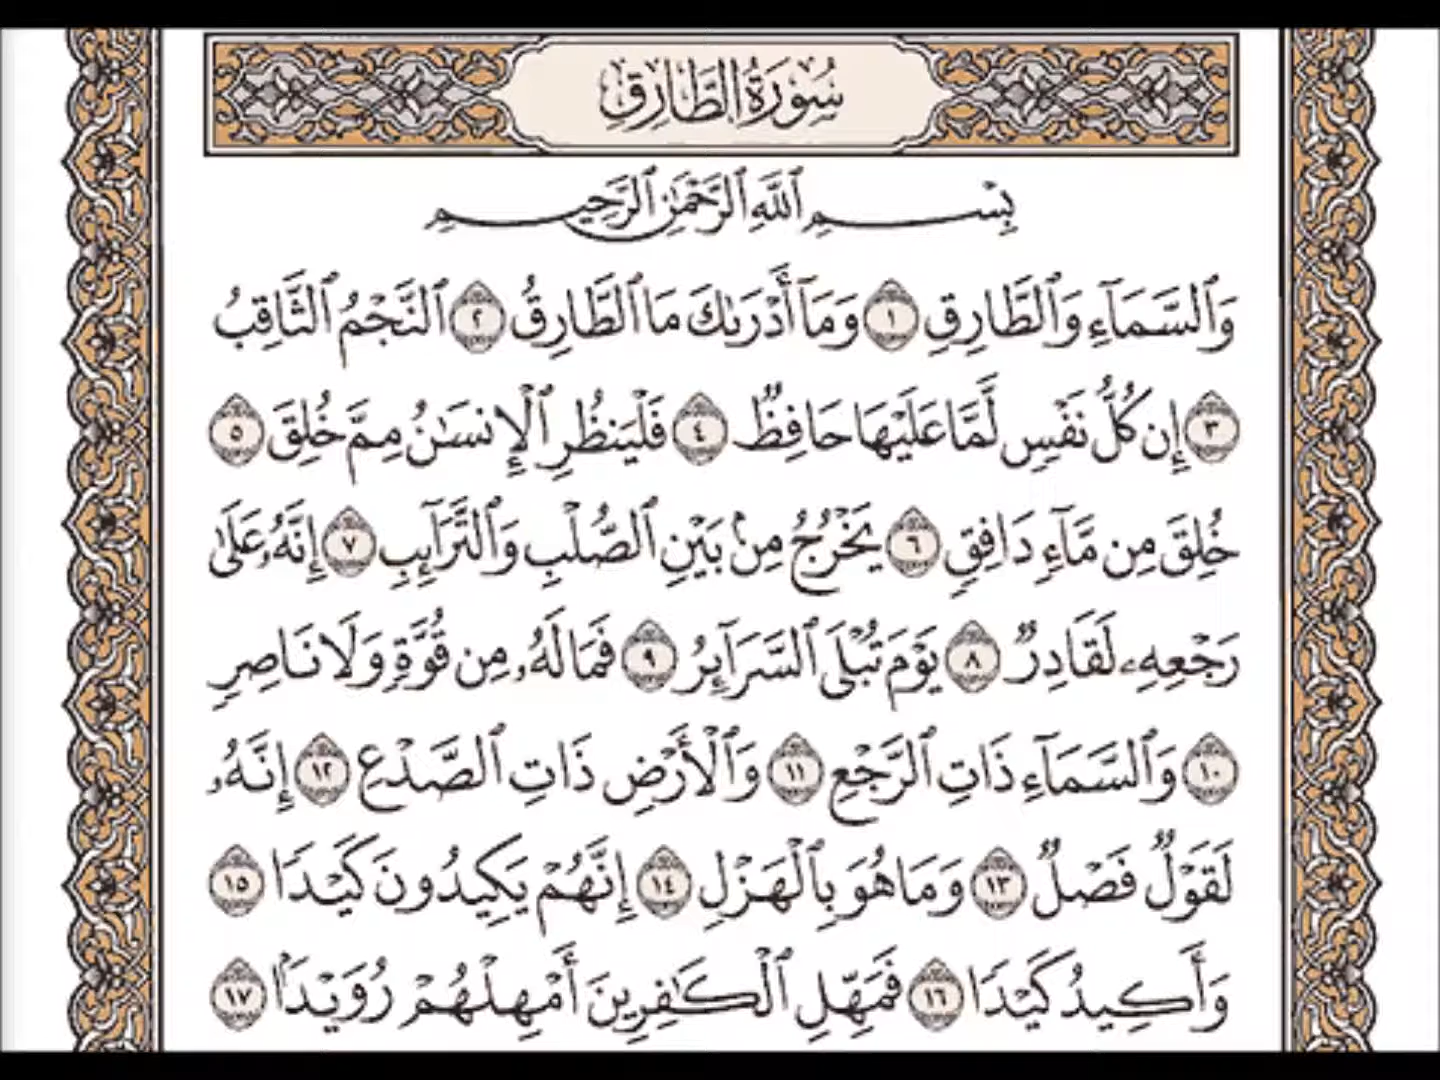 سُورَةُ الطَّارِقِ
بِسْمِ ٱللَّهِ ٱلرَّحْمَٰنِ ٱلرَّحِيمِ
وَٱلسَّمَآءِ وَٱلطَّارِقِ ١ وَمَآ أَدْرَىٰكَ مَا ٱلطَّارِقُ ٢ ٱلنَّجْمُ ٱلثَّاقِبُ
٣ إِن كُلُّ نَفْسٍ لَّمَّا عَلَيْهَا حَافِظٌ ٤ فَلْيَنظُرِ ٱلْإِنسَٰنُ مِمَّ خُلِقَ ٥
خُلِقَ مِن مَّآءٍ دَافِقٍ ٦ يَخْرُجُ مِنۢ بَيْنِ ٱلصُّلْبِ وَٱلتَّرَآئِبِ ٧ إِنَّهُۥ عَلَىٰ
رَجْعِهِۦ لَقَادِرٌ ٨ يَوْمَ تُبْلَى ٱلسَّرَآئِرُ ٩ فَمَا لَهُۥ مِن قُوَّةٍ وَلَا نَاصِرٍ
١٠ وَٱلسَّمَآءِ ذَاتِ ٱلرَّجْعِ ١١ وَٱلْأَرْضِ ذَاتِ ٱلصَّدْعِ ١٢ إِنَّهُۥ
لَقَوْلٌ فَصْلٌ ١٣ وَمَا هُوَ بِٱلْهَزْلِ ١٤ إِنَّهُمْ يَكِيدُونَ كَيْدًا ١٥
وَأَكِيدُ كَيْدًا ١٦ فَمَهِّلِ ٱلْكَٰفِرِينَ أَمْهِلْهُمْ رُوَيْدًۢا ١٧